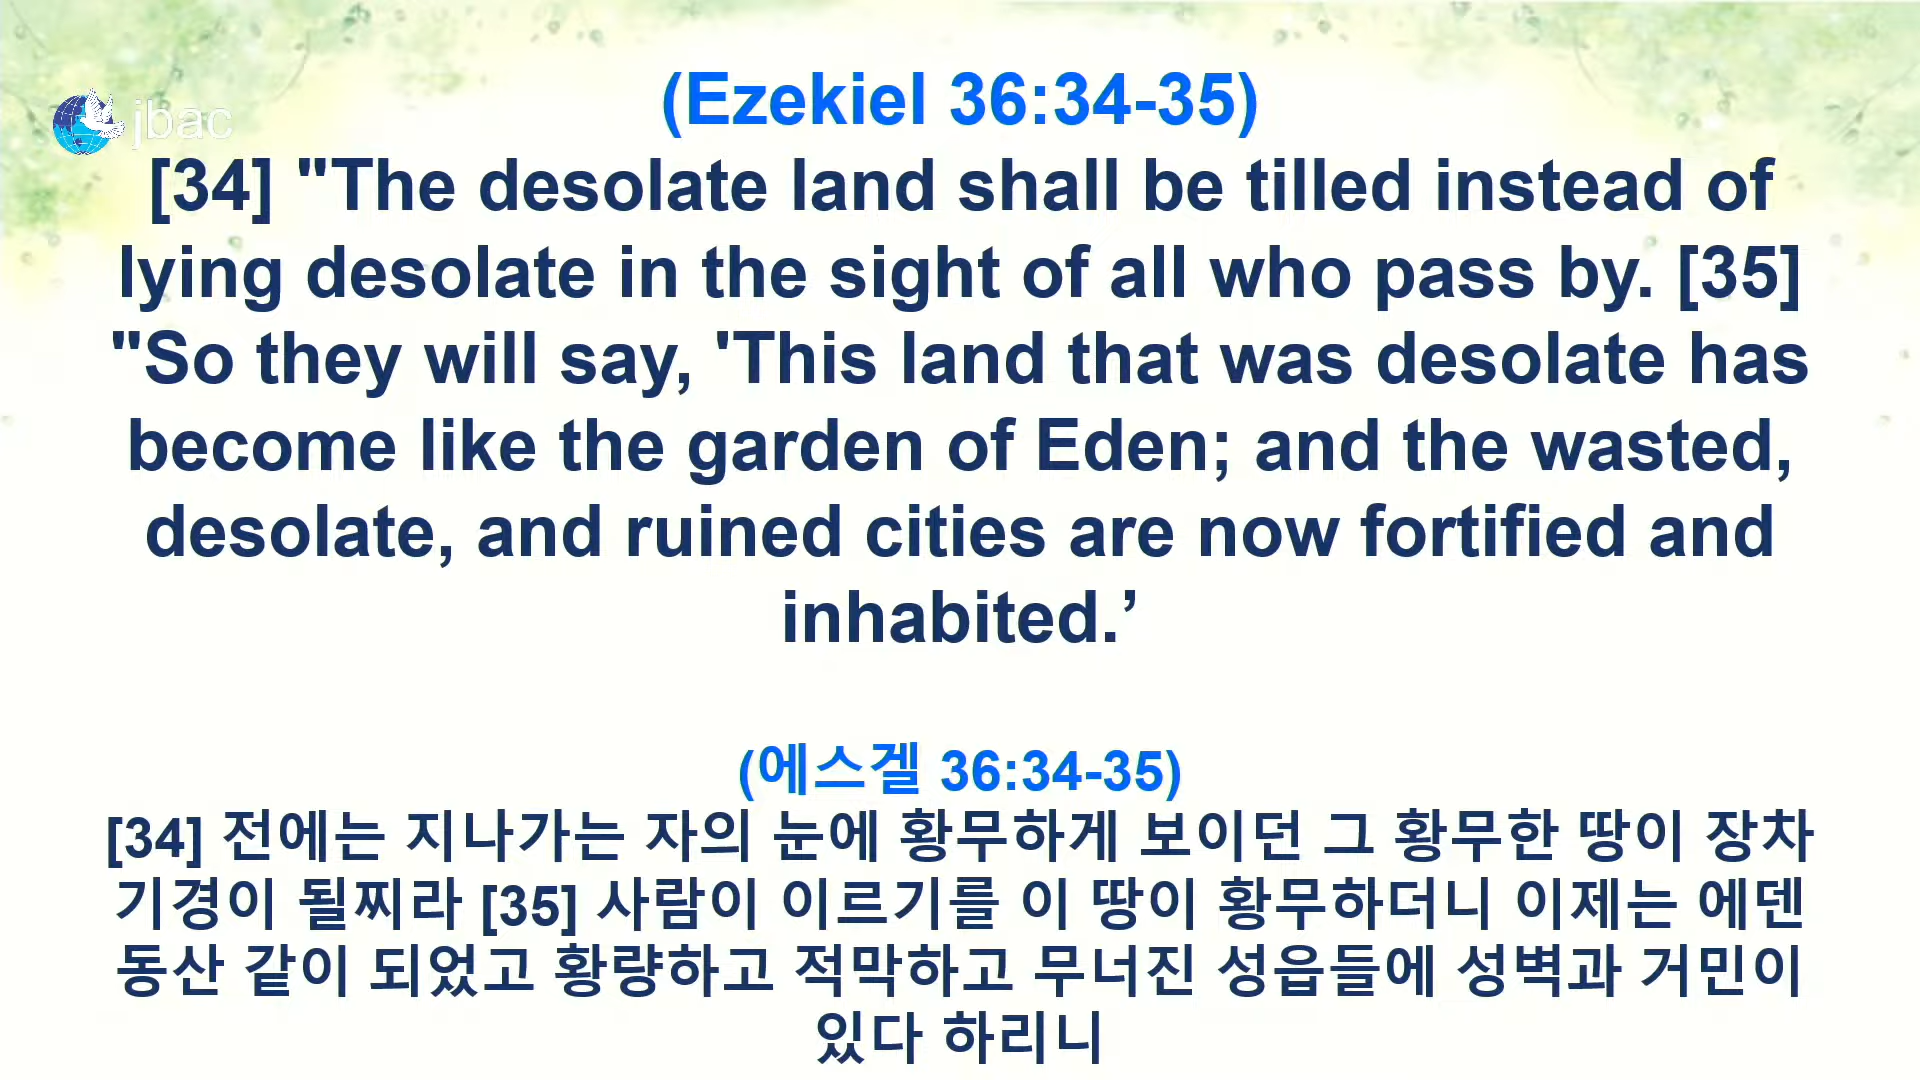 jbac
(Ezekiel 36:34-35)
[34] "The desolate land shall be tilled instead of
lying desolate in the sight of all who pass by. [35]
"So they will say, 'This land that was desolate has
become like the garden of Eden; and the wasted,
desolate, and ruined cities are now fortified and
inhabited.’
(에스겔 36:34-35)
[34] 전에는 지나가는 자의 눈에 황무하게 보이던 그 황무한 땅이 장차
기경이 될찌라 [35] 사람이 이르기를 이 땅이 황무하더니 이제는 에덴
동산 같이 되었고 황량하고 적막하고 무너진 성읍들에 성벽과 거민이
있다 하리니